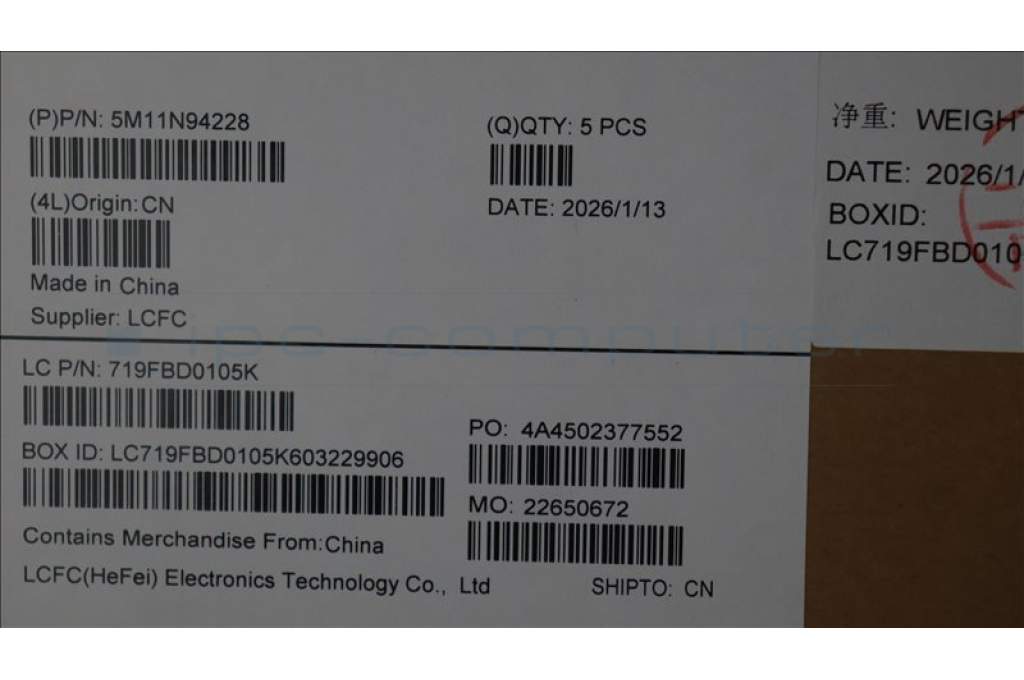 (P)P/N: 5M11N94228
(Q)QTY: 5 PCS
(4L)Origin:CN
DATE: 2026/1/13
Made in China
Supplier: LCFC
LC P/N: 719FBD0105K
BOX ID: LC719FBD0105K603229906
PO: 4A4502377552
MO: 22650672
Contains Merchandise From:China
LCFC(HeFei) Electronics Technology Co., Ltd
SHIPTO: CN
净重: WEIGHT
DATE: 2026/1/
BOXID:
LC719FBD010
ipc-computer